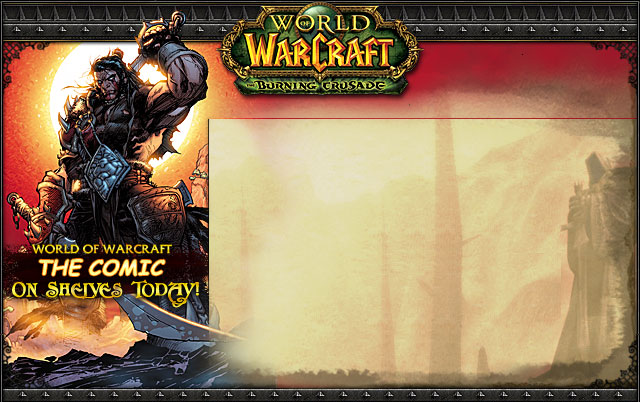 WORLD
OF
WARCRAFT
THE BURNING CRUSADE
WORLD OF WARCRAFT
THE COMIC
ON SHELVES TODAY!